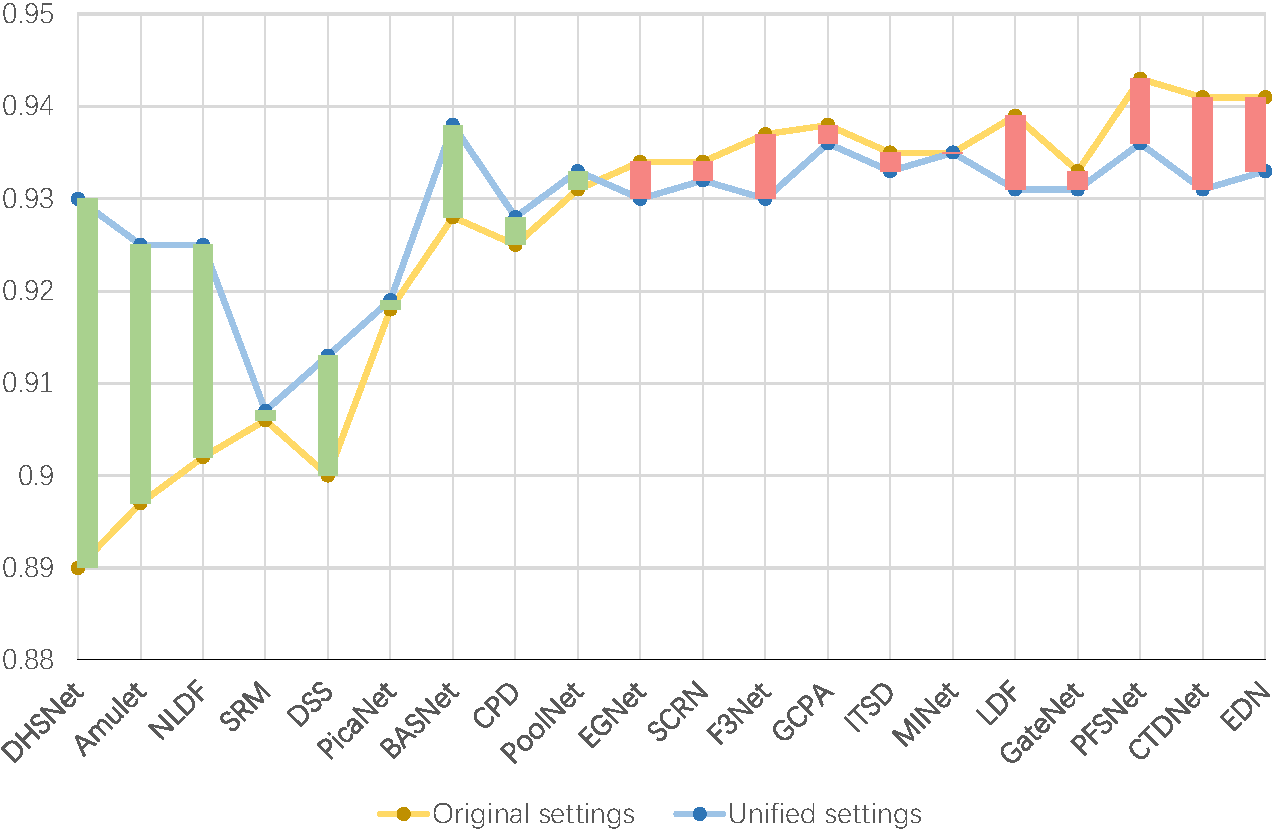 0.95
0.94
0.93
0.92
0.91
0.9
0.89
0.88
DHSNet
Amulet
NLDF
SRM
DSS
PicaNet
BASNet
CPD
PoolNet
EGNet
SCRN
F3Net
GCPA
ITSD
MINet
LDF
GateNet
PFSNet
CTDNet
EDN
Original settings
Unified settings